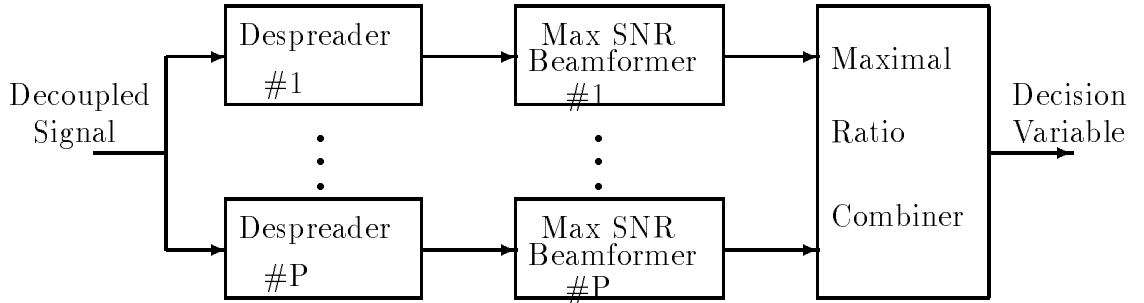 Decoupled
Signal
Despreader
#1
Max SNR
Beamformer
#1
Despreader
#P
Max SNR
Beamformer
#P
Maximal
Ratio
Combiner
Decision
Variable